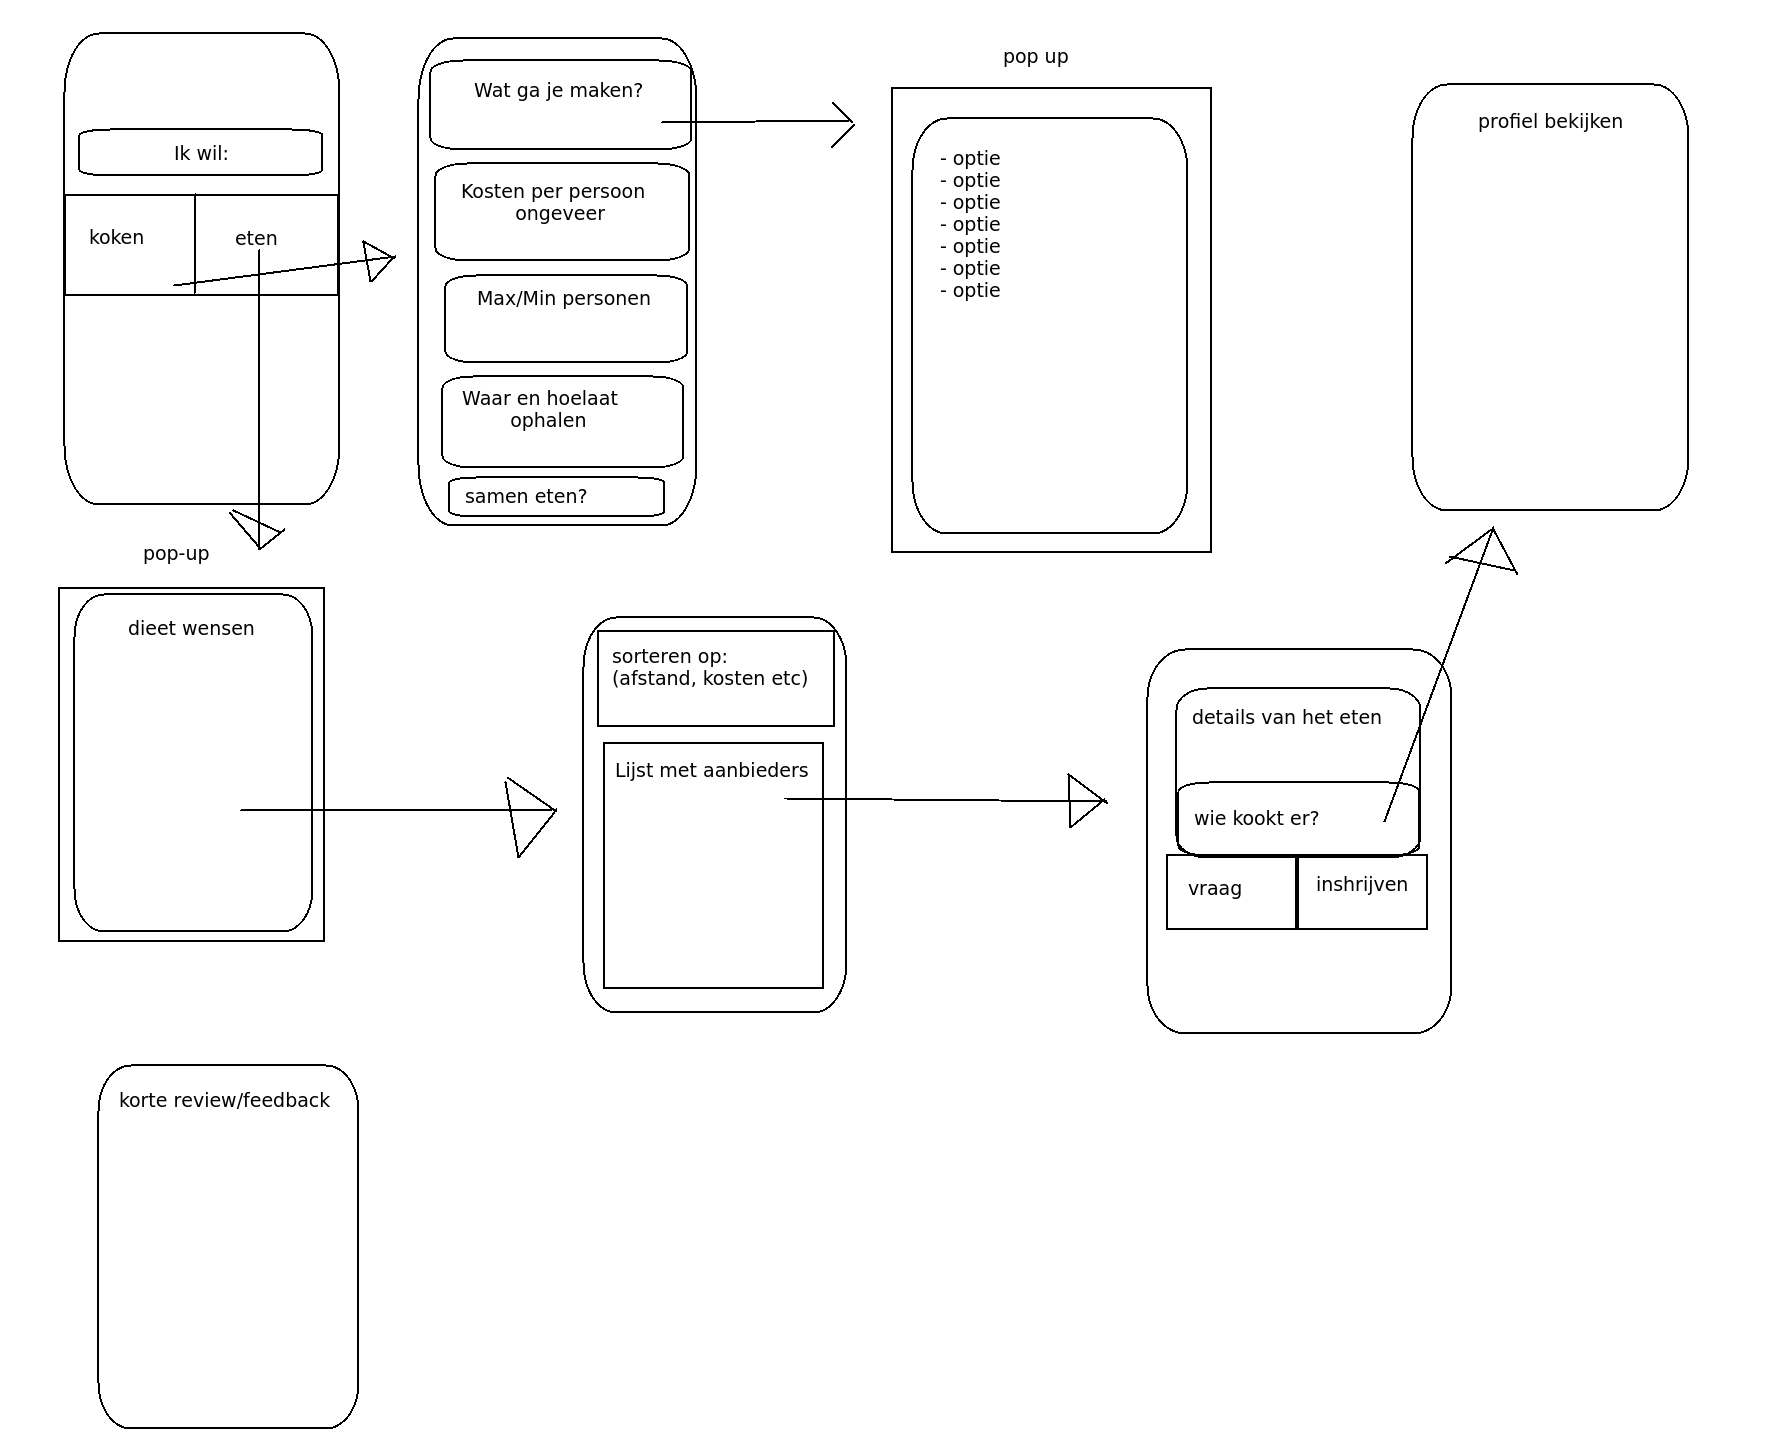 Ik wil:
koken
eten
Wat ga je maken?
Kosten per persoon
ongeveer
Max/Min personen
Waar en hoelaat
ophalen
samen eten?
pop up
- optie
- optie
- optie
- optie
- optie
- optie
- optie
profiel bekijken
pop-up
dieet wensen
sorteren op:
(afstand, kosten etc)
Lijst met aanbieders
details van het eten
wie kookt er?
vraag
inshrijven
korte review/feedback